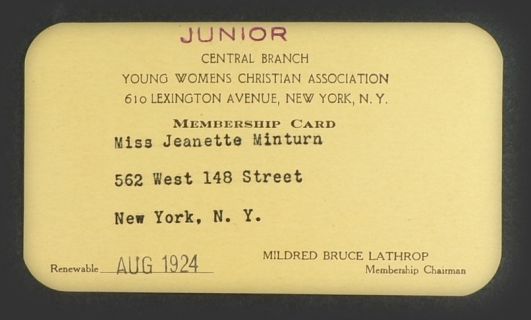 JUNIOR
CENTRAL BRANCH
YOUNG WOMENS CHRISTIAN ASSOCIATION
610 LEXINGTON AVENUE, NEW YORK, N. Y.
MEMBERSHIP CARD
Miss Jeanette Minturn
562 West 148 Street
New York, N. Y.
MILDRED BRUCE LATHROP
Renewable AUG 1924 Membership Chairman